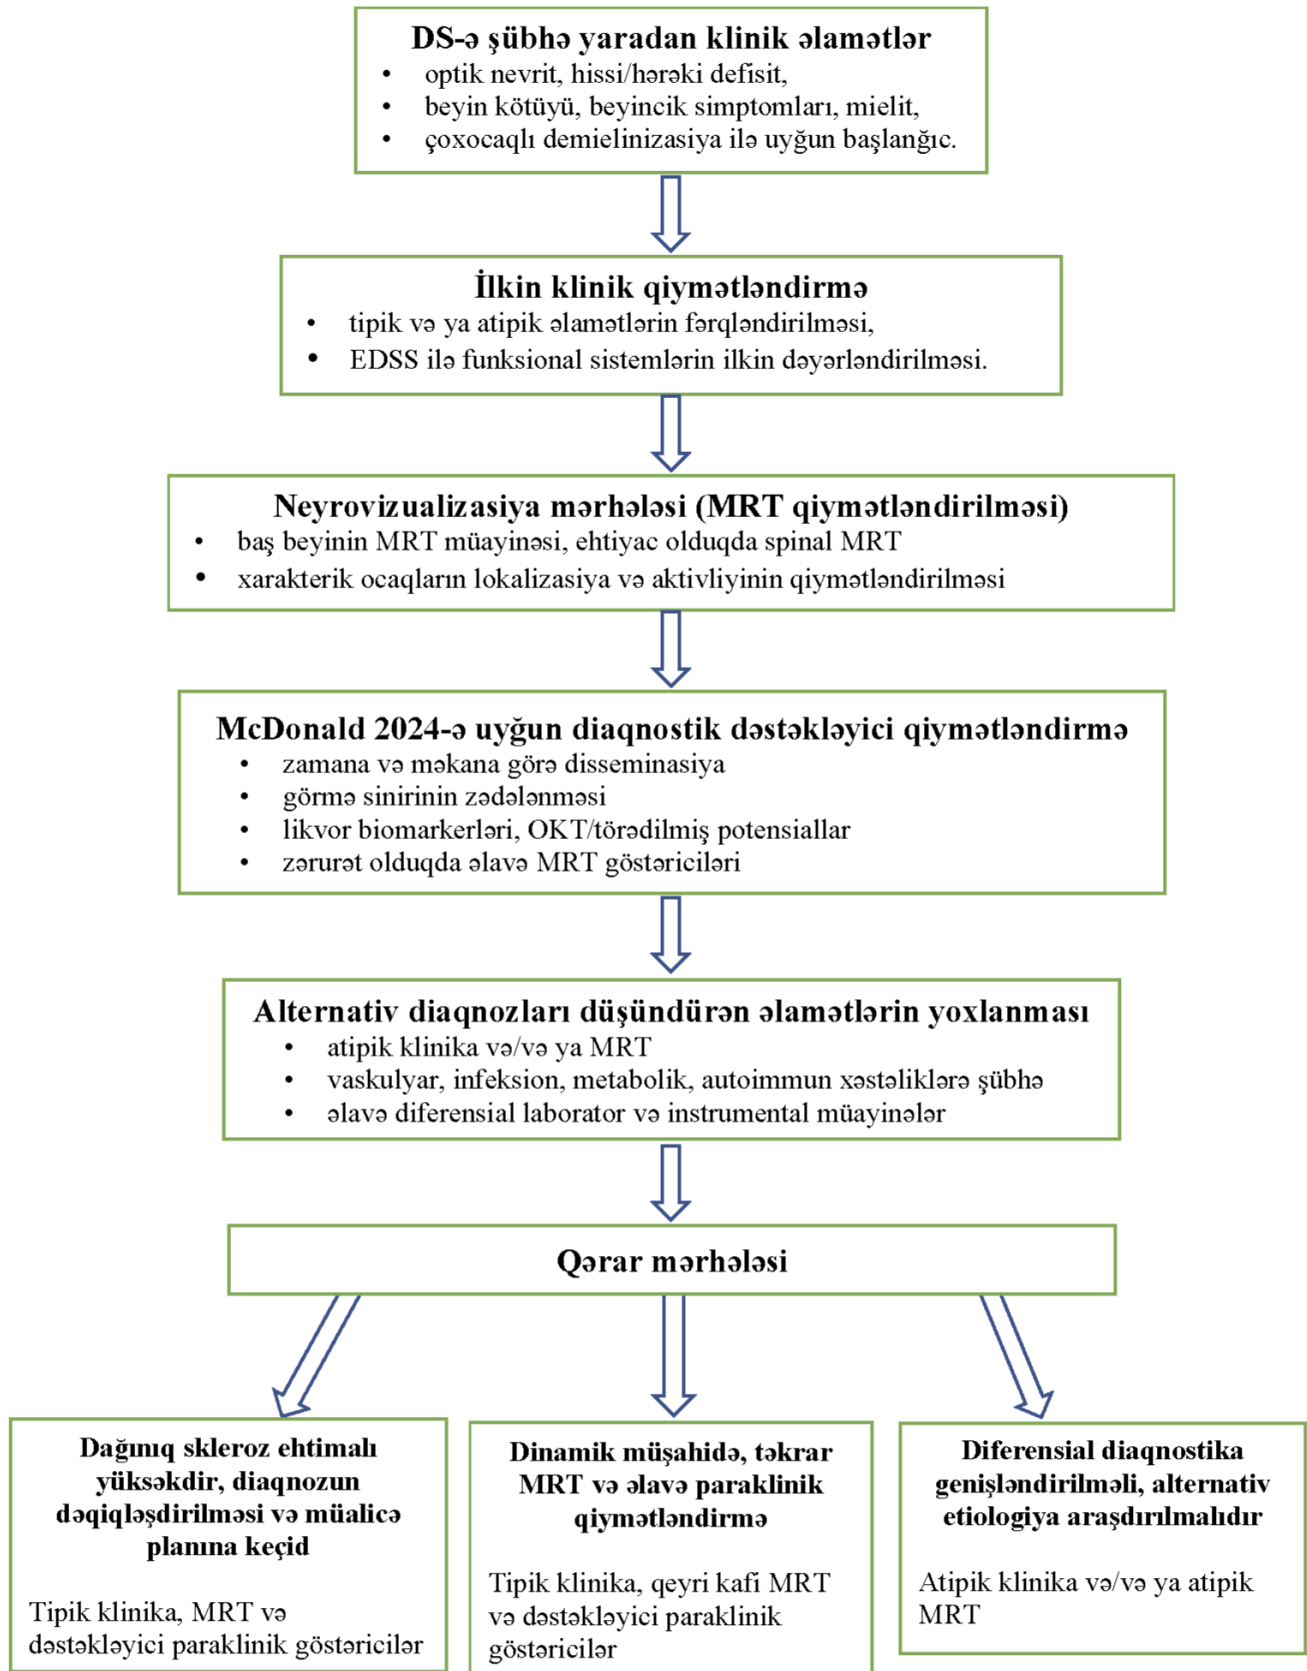 DS-ə şübhə yaradan klinik əlamətlər
• optik nevrit, hissi/hərəki defisit,
• beyin kötüyü, beyincik simptomları, mielit,
• çoxocaqlı demielinizasiya ilə uyğun başlanğıc.
İlkin klinik qiymətləndirmə
• tipik və ya atipik əlamətlərin fərqləndirilməsi,
• EDSS ilə funksional sistemlərin ilkin dəyərləndirilməsi.
Neyrovizualizasiya mərhələsi (MRT qiymətləndirilməsi)
• baş beyinin MRT müayinəsi, ehtiyac olduqda spinal MRT
• xarakterik ocaqların lokalizasiya və aktivliyinin qiymətləndirilməsi
McDonald 2024-ə uyğun diaqnostik dəstəkləyici qiymətləndirmə
• zamana və məkana görə disseminasiya
• görmə sinirinin zədələnməsi
• likvor biomarkerləri, OKT/törədilmiş potensiallar
• zərurət olduqda əlavə MRT göstəriciləri
Alternativ diaqnozları düşündürən əlamətlərin yoxlanması
• atipik klinika və/və ya MRT
• vaskulyar, infeksion, metabolik, autoimmun xəstəliklərə şübhə
• əlavə diferensial laborator və instrumental müayinələr
Qərar mərhələsi
Dağınıq skleroz ehtimalı
yüksəkdir, diaqnozun
dəqiqləşdirilməsi və müalicə
planına keçid
Tipik klinika, MRT və
dəstəkləyici paraklinik göstəricilər
Dinamik müşahidə, təkrar
MRT və əlavə paraklinik
qiymətləndirmə
Tipik klinika, qeyri kafi MRT
və dəstəkləyici paraklinik
göstəricilər
Diferensial diaqnostika
genişləndirilməli, alternativ
etiologiya araşdırılmalıdır
Atipik klinika və/və ya atipik
MRT